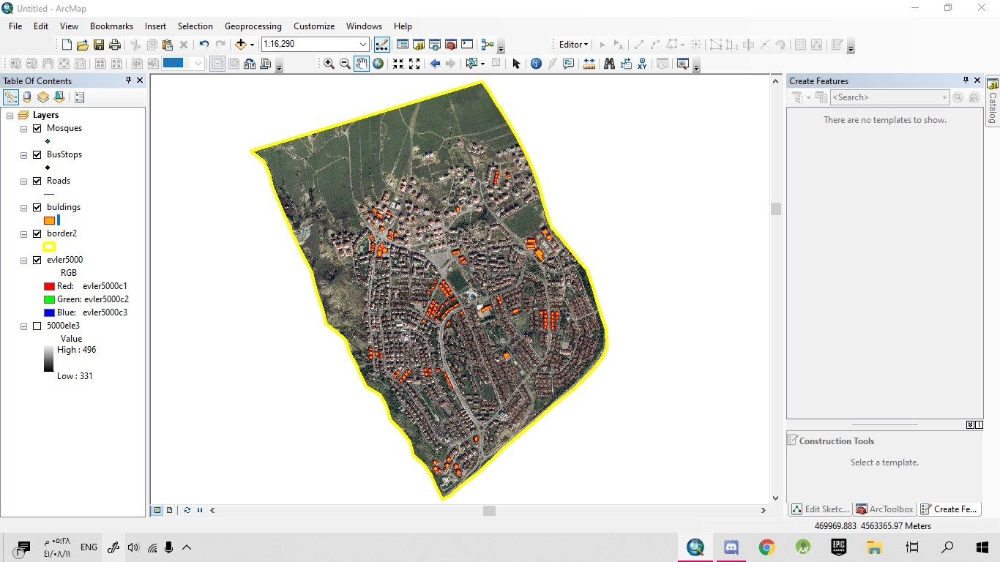 Untitled - ArcMap
File Edit View Bookmarks Insert Selection Geoprocessing Customize Windows Help
1:16,290
Editor
100%
Table Of Contents
Layers
Mosques
BusStops
Roads
buldings
border2
evler5000
RGB
Red: evler5000c1
Green: evler5000c2
Blue: evler5000c3
5000ele3
Value
High : 496
Low : 331
Create Features
<Search>
There are no templates to show.
Catalog
Construction Tools
Select a template.
Edit Sketc...
ArcToolbox
Create Fe...
469969.883 4563365.97 Meters
٠٥:٢٨ م
٤١/٠٨/١١
ENG
EPIC
GAMES